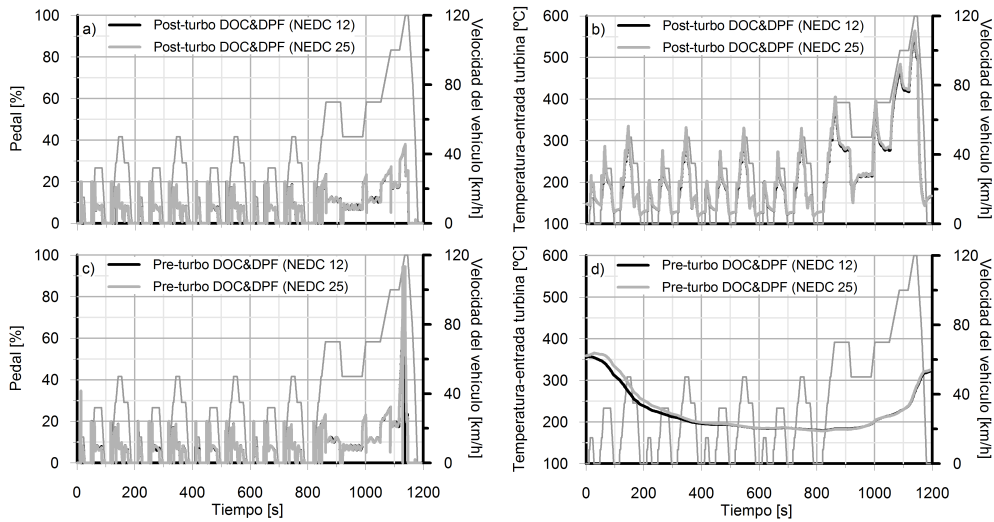 a)
Post-turbo DOC&DPF (NEDC 12)
Post-turbo DOC&DPF (NEDC 25)
Pedal [%]
100
80
60
40
20
0
Velocidad del vehículo [km/h]
120
80
40
0
b)
Post-turbo DOC&DPF (NEDC 12)
Post-turbo DOC&DPF (NEDC 25)
Temperatura-entrada turbina [ºC]
600
500
400
300
200
100
Velocidad del vehículo [km/h]
120
80
40
0
c)
Pre-turbo DOC&DPF (NEDC 12)
Pre-turbo DOC&DPF (NEDC 25)
Pedal [%]
100
80
60
40
20
0
Velocidad del vehículo [km/h]
120
80
40
0
0 200 400 600 800 1000 1200
Tiempo [s]
d)
Pre-turbo DOC&DPF (NEDC 12)
Pre-turbo DOC&DPF (NEDC 25)
Temperatura-entrada turbina [ºC]
600
500
400
300
200
100
Velocidad del vehículo [km/h]
120
80
40
0
0 200 400 600 800 1000 1200
Tiempo [s]